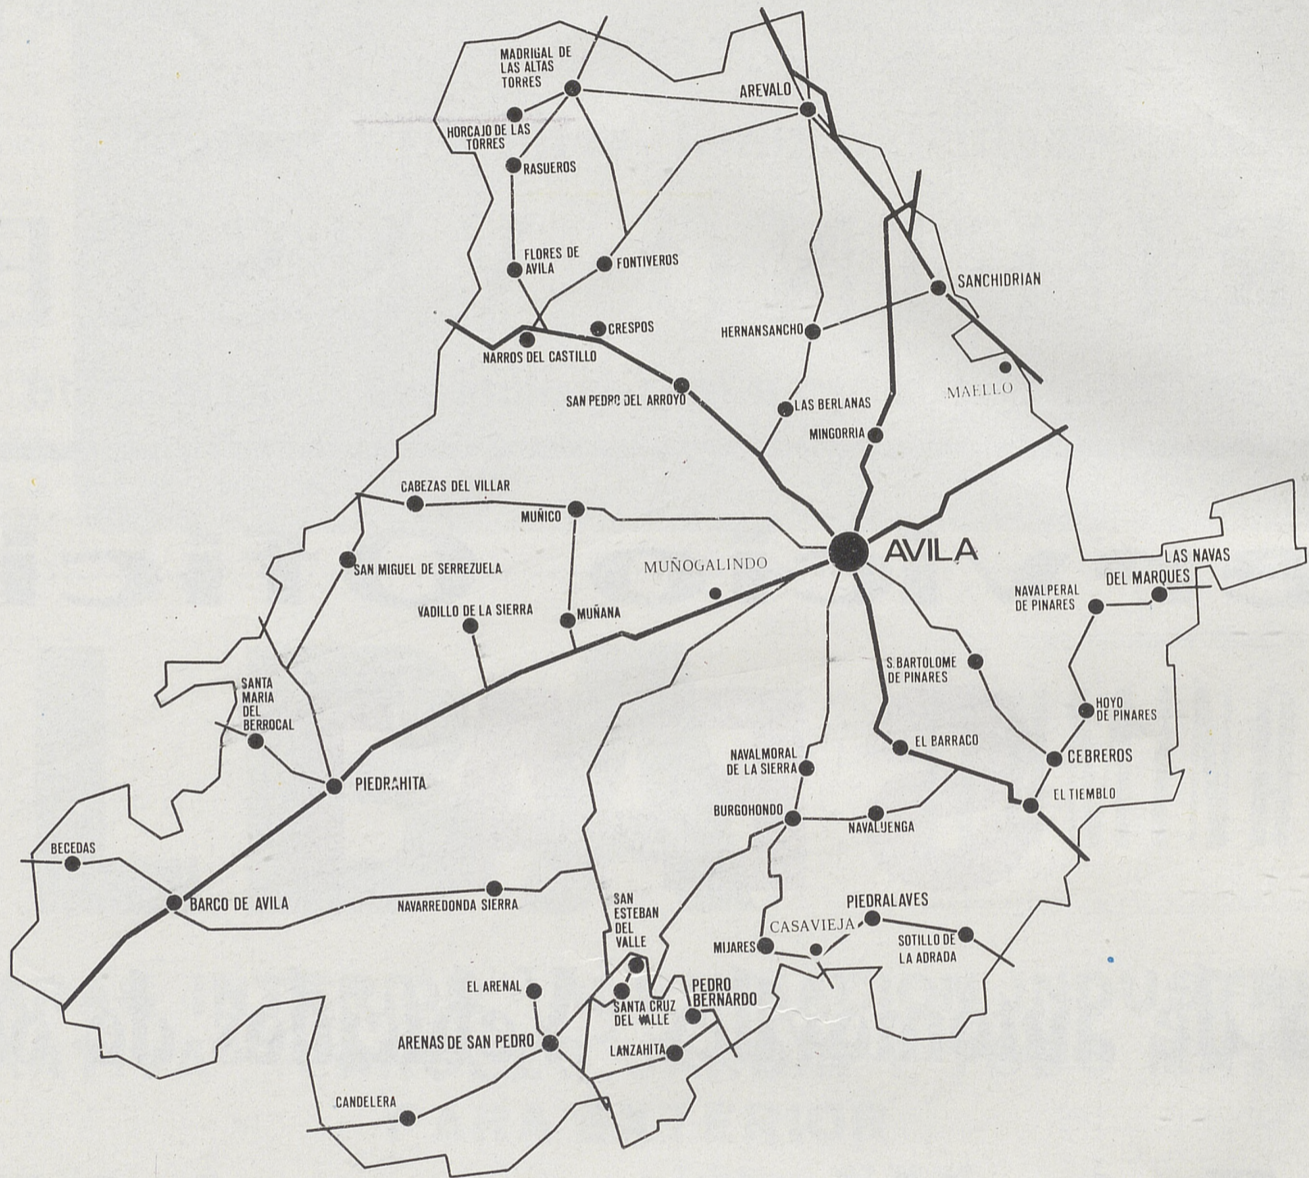 MADRIGAL DE
LAS ALTAS
TORRES
AREVALO
HORCAJO DE LAS
TORRES
RASUEROS
FLORES DE
AVILA
FONTIVEROS
SANCHIDRIAN
CRESPOS
HERNANSANCHO
NARROS DEL CASTILLO
MAELLO
SAN PEDRO DEL ARROYO
LAS BERLANAS
MINGORRIA
CABEZAS DEL VILLAR
MUÑICO
AVILA
MUÑOGALINDO
SAN MIGUEL DE SERREZUELA
LAS NAVAS
DEL MARQUES
NAVALPERAL
DE PINARES
VADILLO DE LA SIERRA
MUÑANA
S. BARTOLOME
DE PINARES
SANTA
MARIA
DEL
BERROCAL
HOYO
DE PINARES
EL BARRACO
NAVALMORAL
DE LA SIERRA
CEBREROS
PIEDRAHITA
EL TIEMBLO
BURGOHONDO
NAVALUENGA
BECEDAS
BARCO DE AVILA
NAVARREDONDA SIERRA
SAN
ESTEBAN
DEL
VALLE
PIEDRALAVES
CASAVIEJA
MIJARES
SOTILLO DE
LA ADRADA
EL ARENAL
PEDRO
BERNARDO
SANTA CRUZ
DEL VALLE
ARENAS DE SAN PEDRO
LANZAHITA
CANDELERA